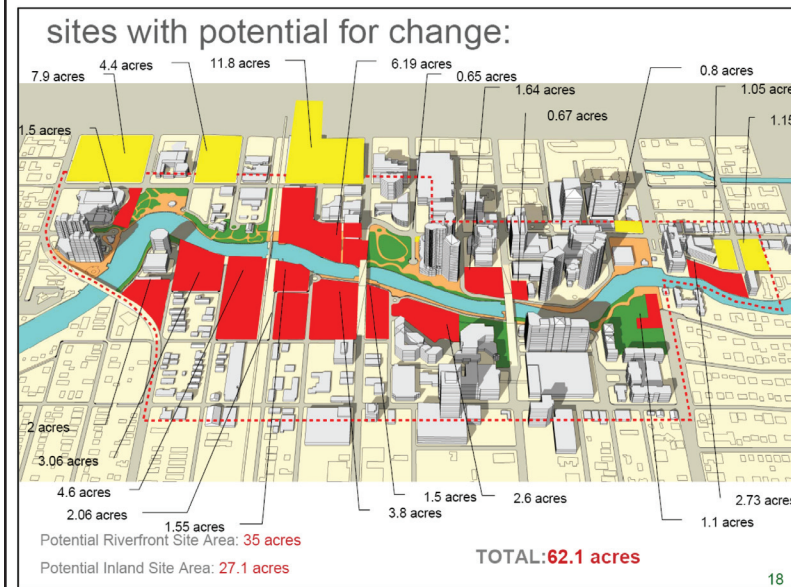 sites with potential for change:
7.9 acres
4.4 acres
11.8 acres
6.19 acres
0.65 acres
1.64 acres
0.67 acres
0.8 acres
1.05 acre
1.15
1.5 acres
2 acres
3.06 acres
4.6 acres
2.06 acres
1.55 acres
1.5 acres
3.8 acres
2.6 acres
2.73 acres
1.1 acres
Potential Riverfront Site Area: 35 acres
Potential Inland Site Area: 27.1 acres
TOTAL:62.1 acres
18